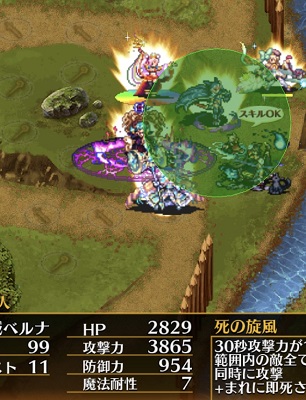 スキルOK
人
ベルナ
99
スト 11
HP 2829
攻撃力 3865
防御力 954
魔法耐性 7
死の旋風
30秒攻撃力が
範囲内の敵全
同時に攻撃
+まれに即死